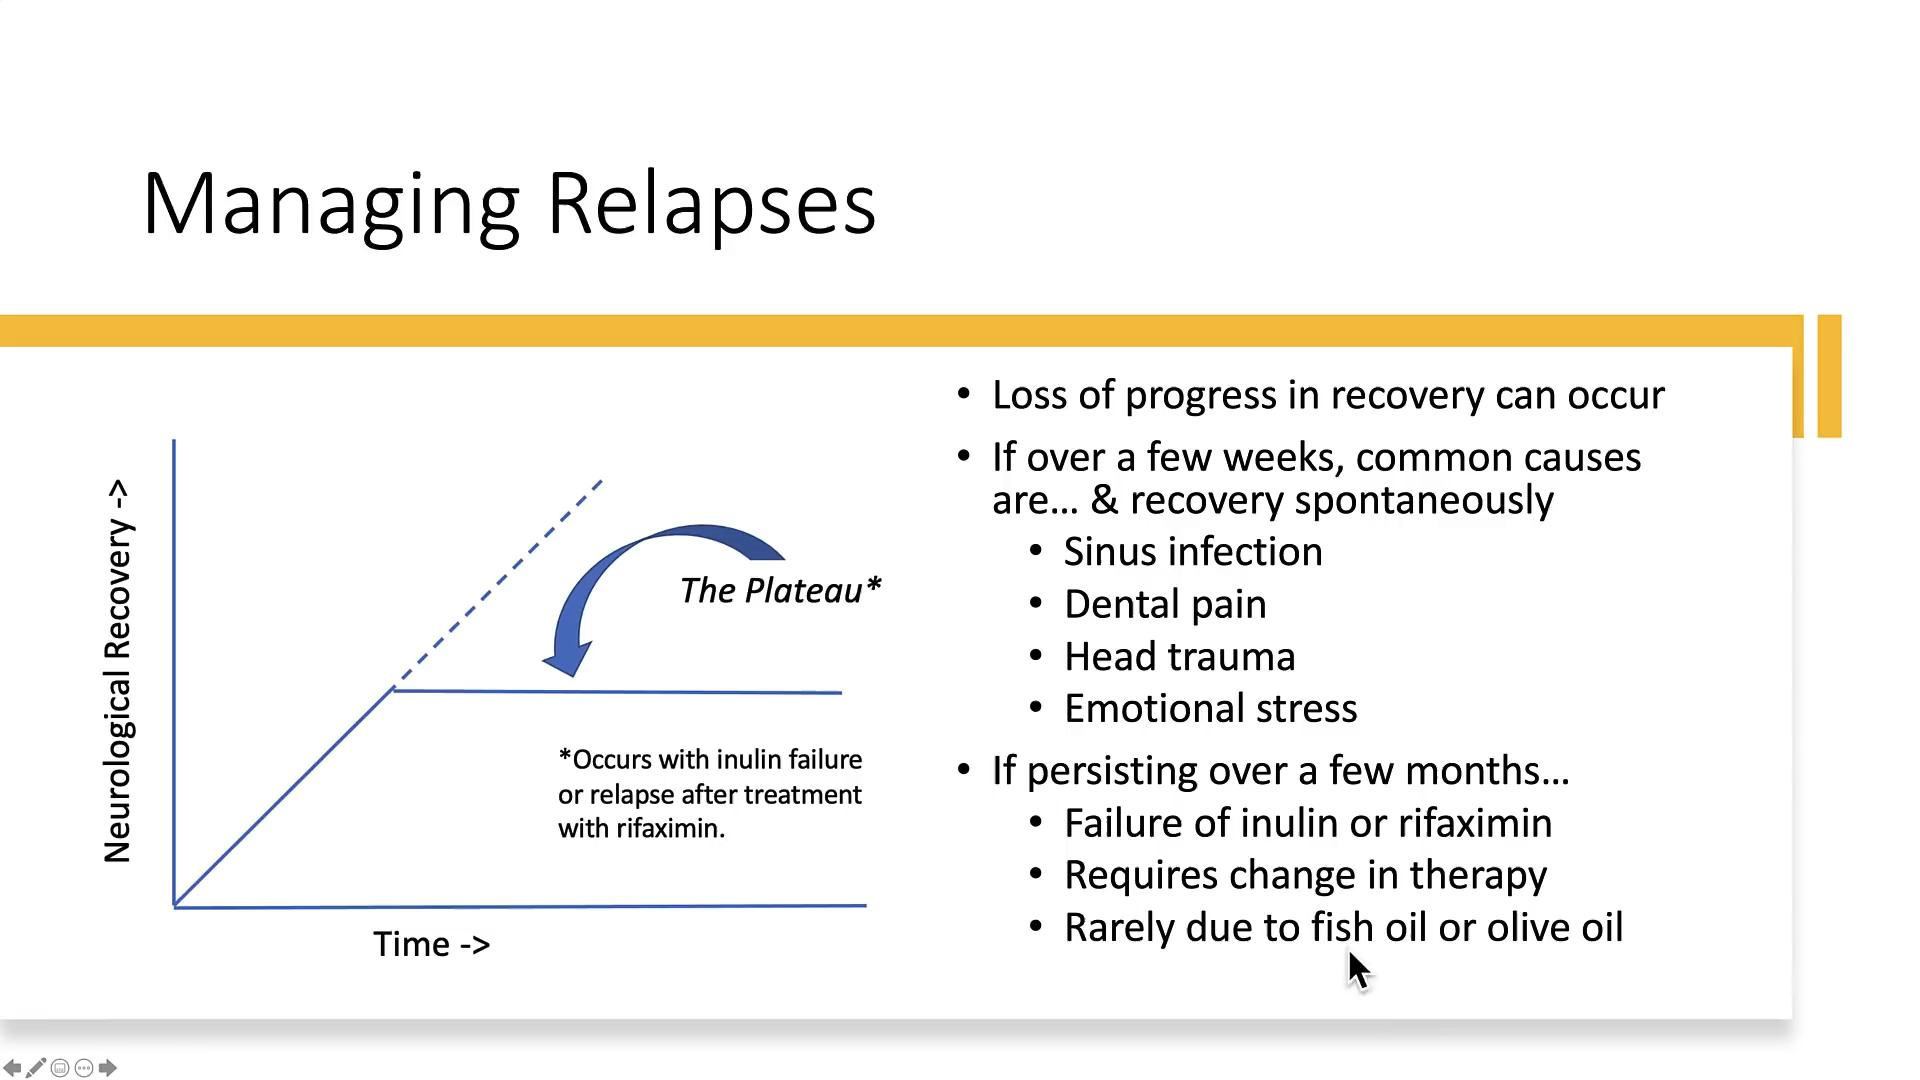 Managing Relapses
Neurological Recovery ->
The Plateau*
*Occurs with inulin failure
or relapse after treatment
with rifaximin.
Time ->
• Loss of progress in recovery can occur
• If over a few weeks, common causes
are... & recovery spontaneously
• Sinus infection
• Dental pain
• Head trauma
• Emotional stress
• If persisting over a few months...
• Failure of inulin or rifaximin
• Requires change in therapy
• Rarely due to fish oil or olive oil